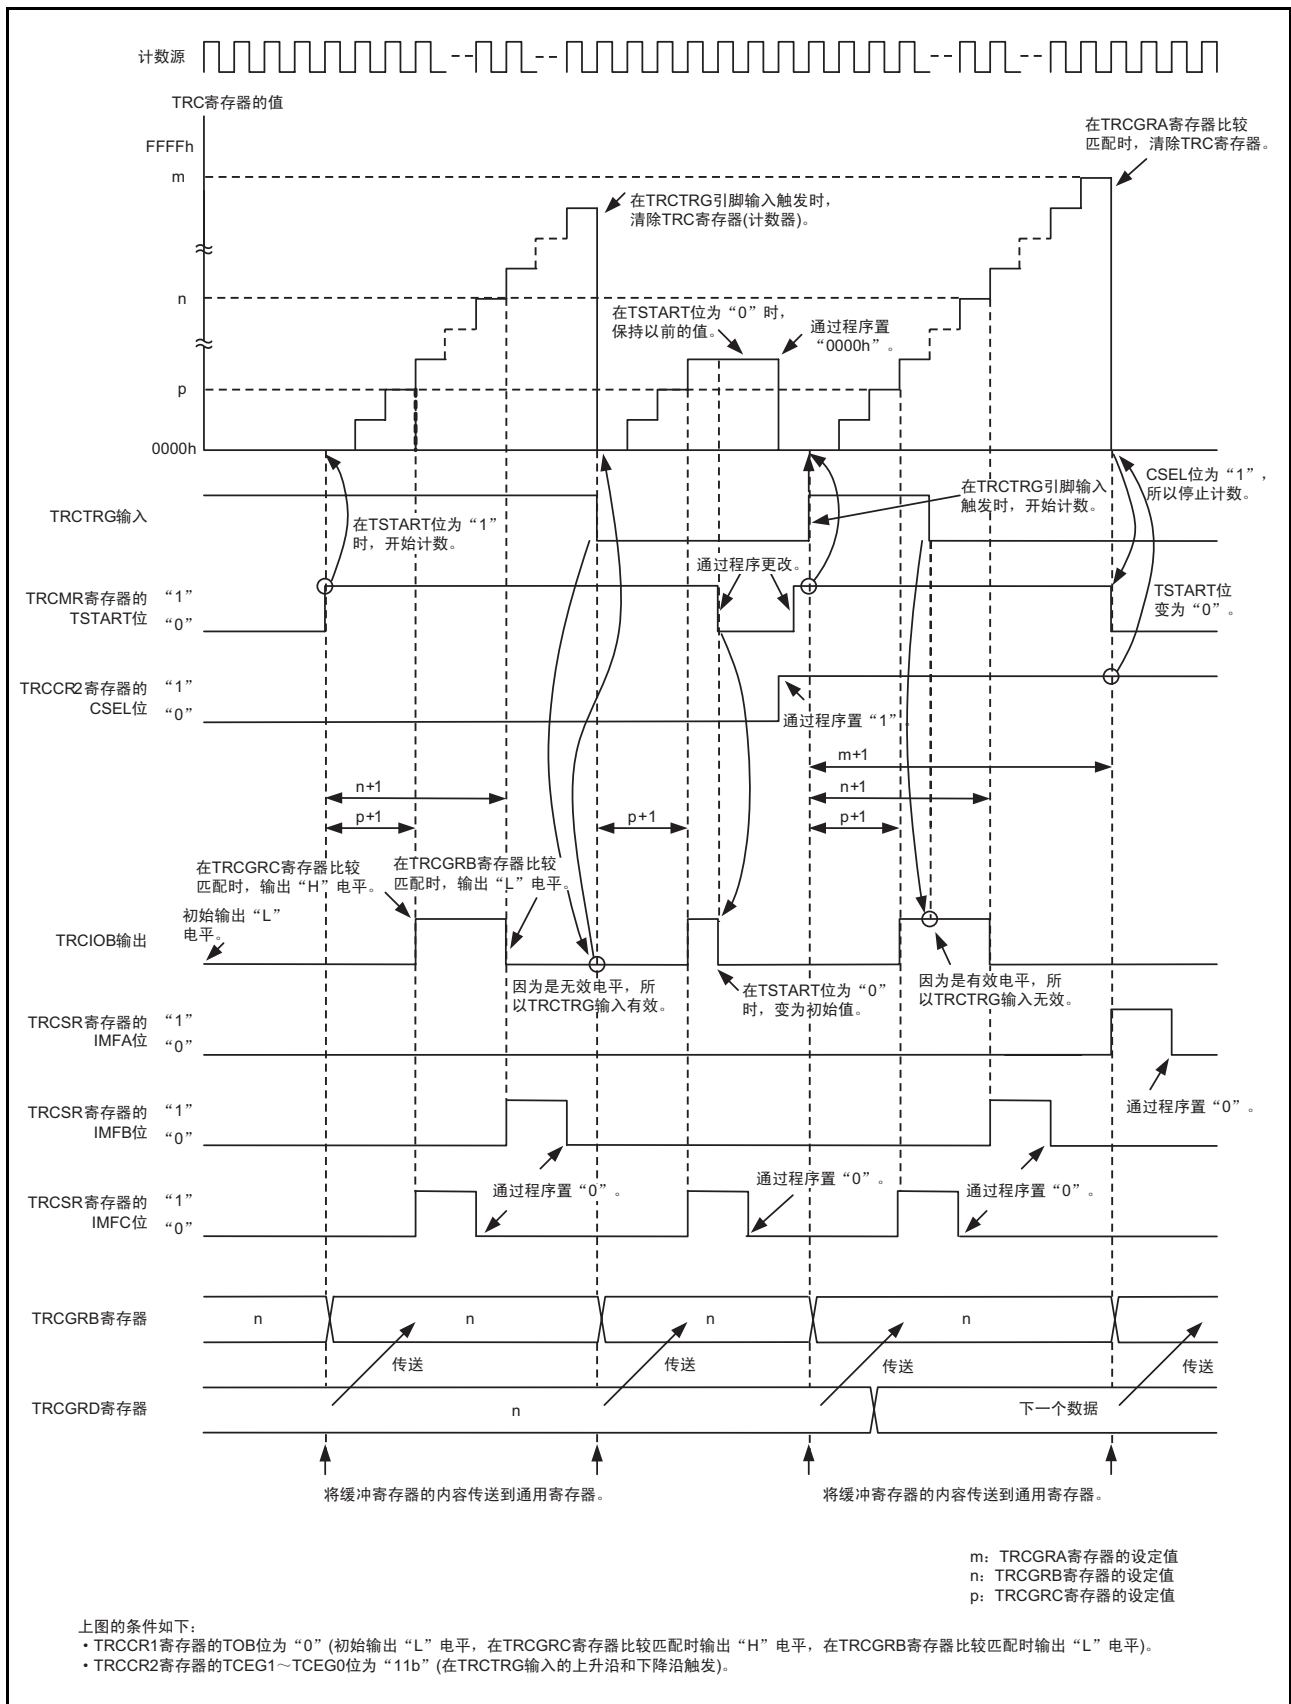 计数源
TRC寄存器的值
FFFFh
m
n
p
0000h
在TRCGRA寄存器比较
匹配时，清除TRC寄存器。
在TRCTRG引脚输入触发时，
清除TRC寄存器(计数器)。
在TSTART位为“0”时，
保持以前的值。
通过程序置
“0000h”。
TRCTRG输入
在TSTART位为“1”
时，开始计数。
在TRCTRG引脚输入
触发时，开始计数。
CSEL位为“1”，
所以停止计数。
通过程序更改。
TRCMR寄存器的
TSTART位
“1”
“0”
TSTART位
变为“0”。
TRCCR2寄存器的
CSEL位
“1”
“0”
通过程序置“1”。
m+1
n+1
n+1
p+1
p+1
p+1
在TRCGRC寄存器比较
匹配时，输出“H”电平。
在TRCGRB寄存器比较
匹配时，输出“L”电平。
初始输出“L”
电平。
TRCIOB输出
因为是无效电平，所
以TRCTRG输入有效。
在TSTART位为“0”
时，变为初始值。
因为是有效电平，所
以TRCTRG输入无效。
TRCSR寄存器的
IMFA位
“1”
“0”
通过程序置“0”。
TRCSR寄存器的
IMFB位
“1”
“0”
通过程序置“0”。
通过程序置“0”。
通过程序置“0”。
TRCSR寄存器的
IMFC位
“1”
“0”
TRCGRB寄存器
n
n
n
n
传送
传送
传送
传送
TRCGRD寄存器
n
下一个数据
将缓冲寄存器的内容传送到通用寄存器。
将缓冲寄存器的内容传送到通用寄存器。
m：TRCGRA寄存器的设定值
n：TRCGRB寄存器的设定值
p：TRCGRC寄存器的设定值
上图的条件如下：
• TRCCR1寄存器的TOB位为“0”(初始输出“L”电平，在TRCGRC寄存器比较匹配时输出“H”电平，在TRCGRB寄存器比较匹配时输出“L”电平)。
• TRCCR2寄存器的TCEG1～TCEG0位为“11b”(在TRCTRG输入的上升沿和下降沿触发)。